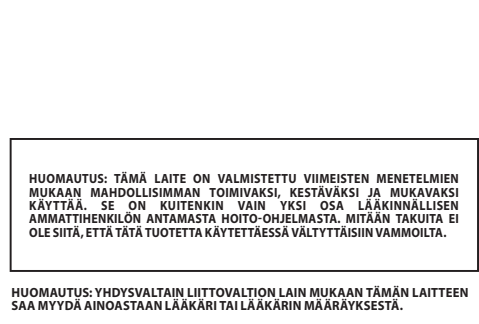 HUOMAUTUS: TÄMÄ LAITE ON VALMISTETTU VIIMEISTEN MENETELMIEN
MUKAAN MAHDOLLISIMMAN TOIMIVAKSI, KESTÄVÄKSI JA MUKAVAKSI
KÄYTTÄÄ. SE ON KUITENKIN VAIN YKSI OSA LÄÄKINNÄLLISEN
AMMATTIHENKILÖN ANTAMASTA HOITO-OHJELMASTA. MITÄÄN TAKUITA EI
OLE SIITÄ, ETTÄ TÄTÄ TUOTETTA KÄYTETTÄESSÄ VÄLTYTTÄISIIN VAMMOILTA.
HUOMAUTUS: YHDYSVALTAIN LIITTOVALTION LAIN MUKAAN TÄMÄN LAITTEEN
SAA MYYDÄ AINOASTAAN LÄÄKÄRI TAI LÄÄKÄRIN MÄÄRÄYKSESTÄ.